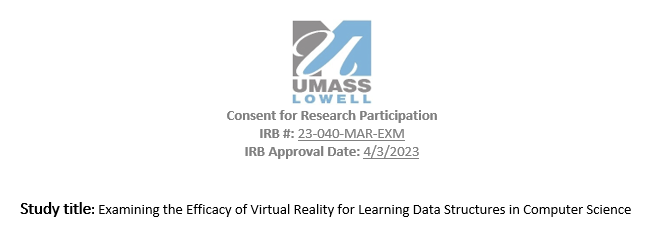 UMASS
LOWELL
Consent for Research Participation
IRB #: 23-040-MAR-EXM
IRB Approval Date: 4/3/2023
Study title: Examining the Efficacy of Virtual Reality for Learning Data Structures in Computer Science